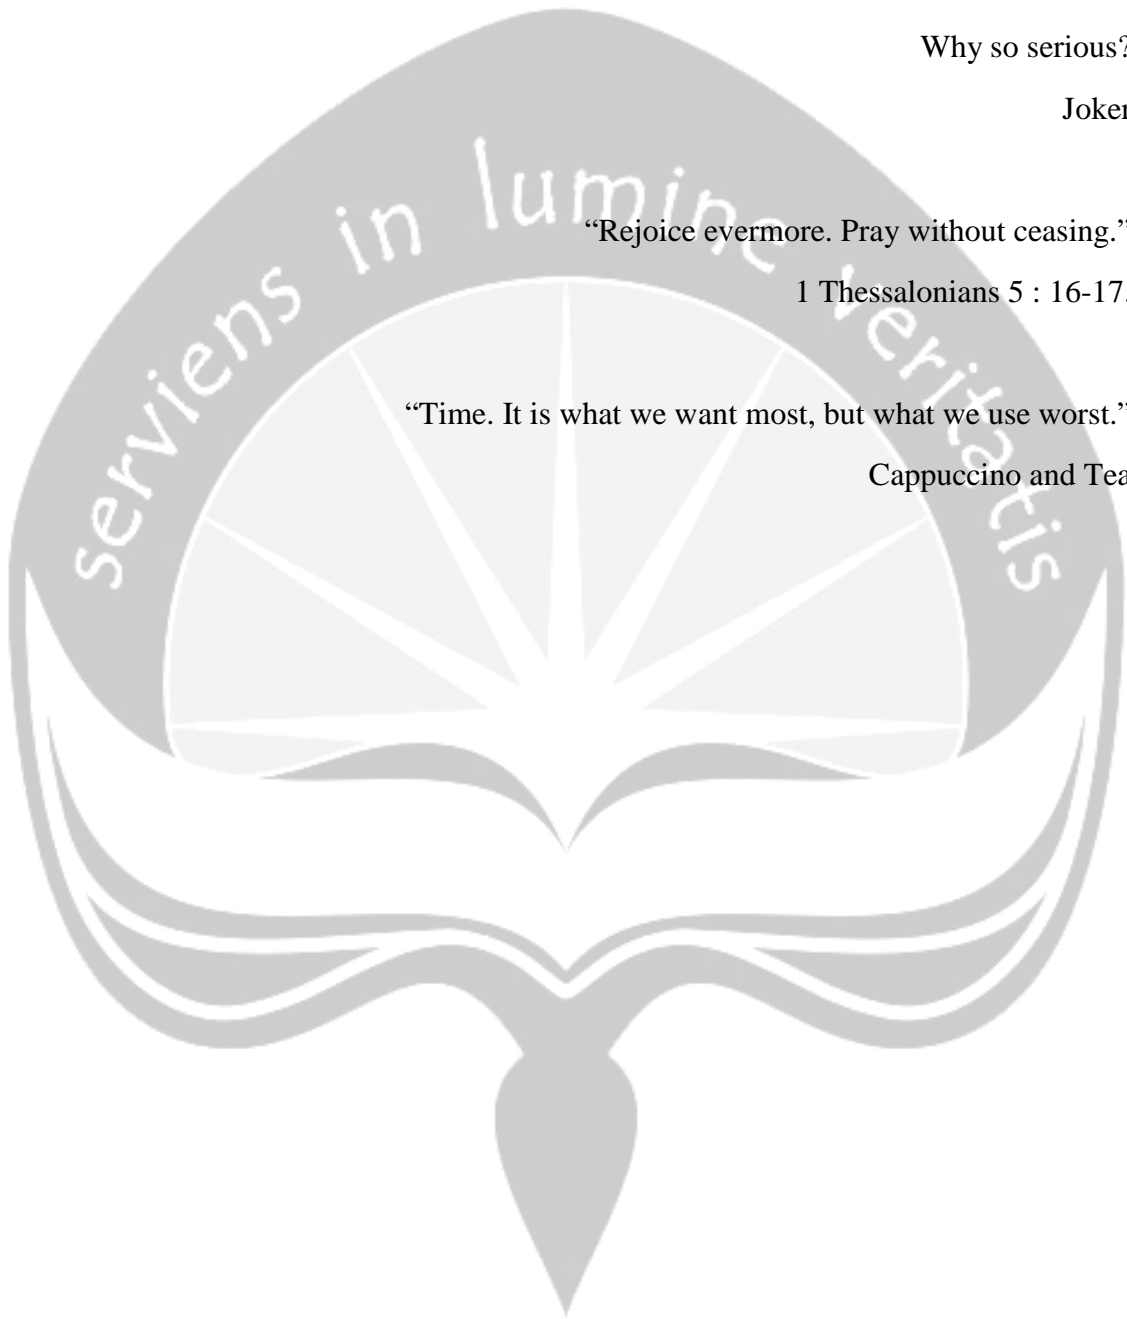 Why so serious?
Joker
“Rejoice evermore. Pray without ceasing.”
1 Thessalonians 5 : 16-17.
“Time. It is what we want most, but what we use worst.”
Cappuccino and Tea
serviens in lumine veritatis